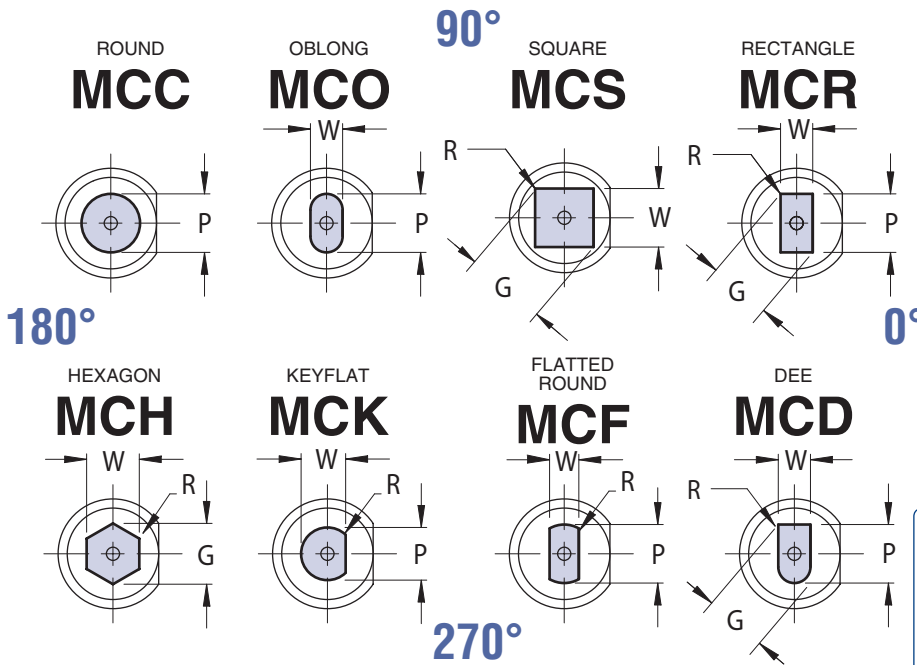 90°
ROUND
MCC
P
OBLONG
MCO
W
P
SQUARE
MCS
R
W
G
RECTANGLE
MCR
W
R
P
G
180°
0°
HEXAGON
MCH
W
R
G
KEYFLAT
MCK
W
R
P
FLATTED
ROUND
MCF
W
R
P
DEE
MCD
W
R
P
G
270°